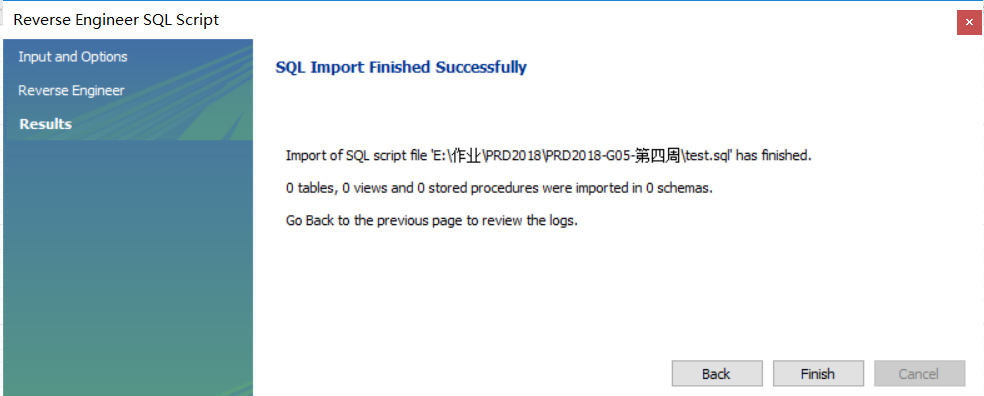 Reverse Engineer SQL Script
Input and Options
Reverse Engineer
Results
SQL Import Finished Successfully
Import of SQL script file 'E:\作业\PRD2018\PRD2018-G05-第四周\test.sql' has finished.
0 tables, 0 views and 0 stored procedures were imported in 0 schemas.
Go Back to the previous page to review the logs.
Back
Finish
Cancel